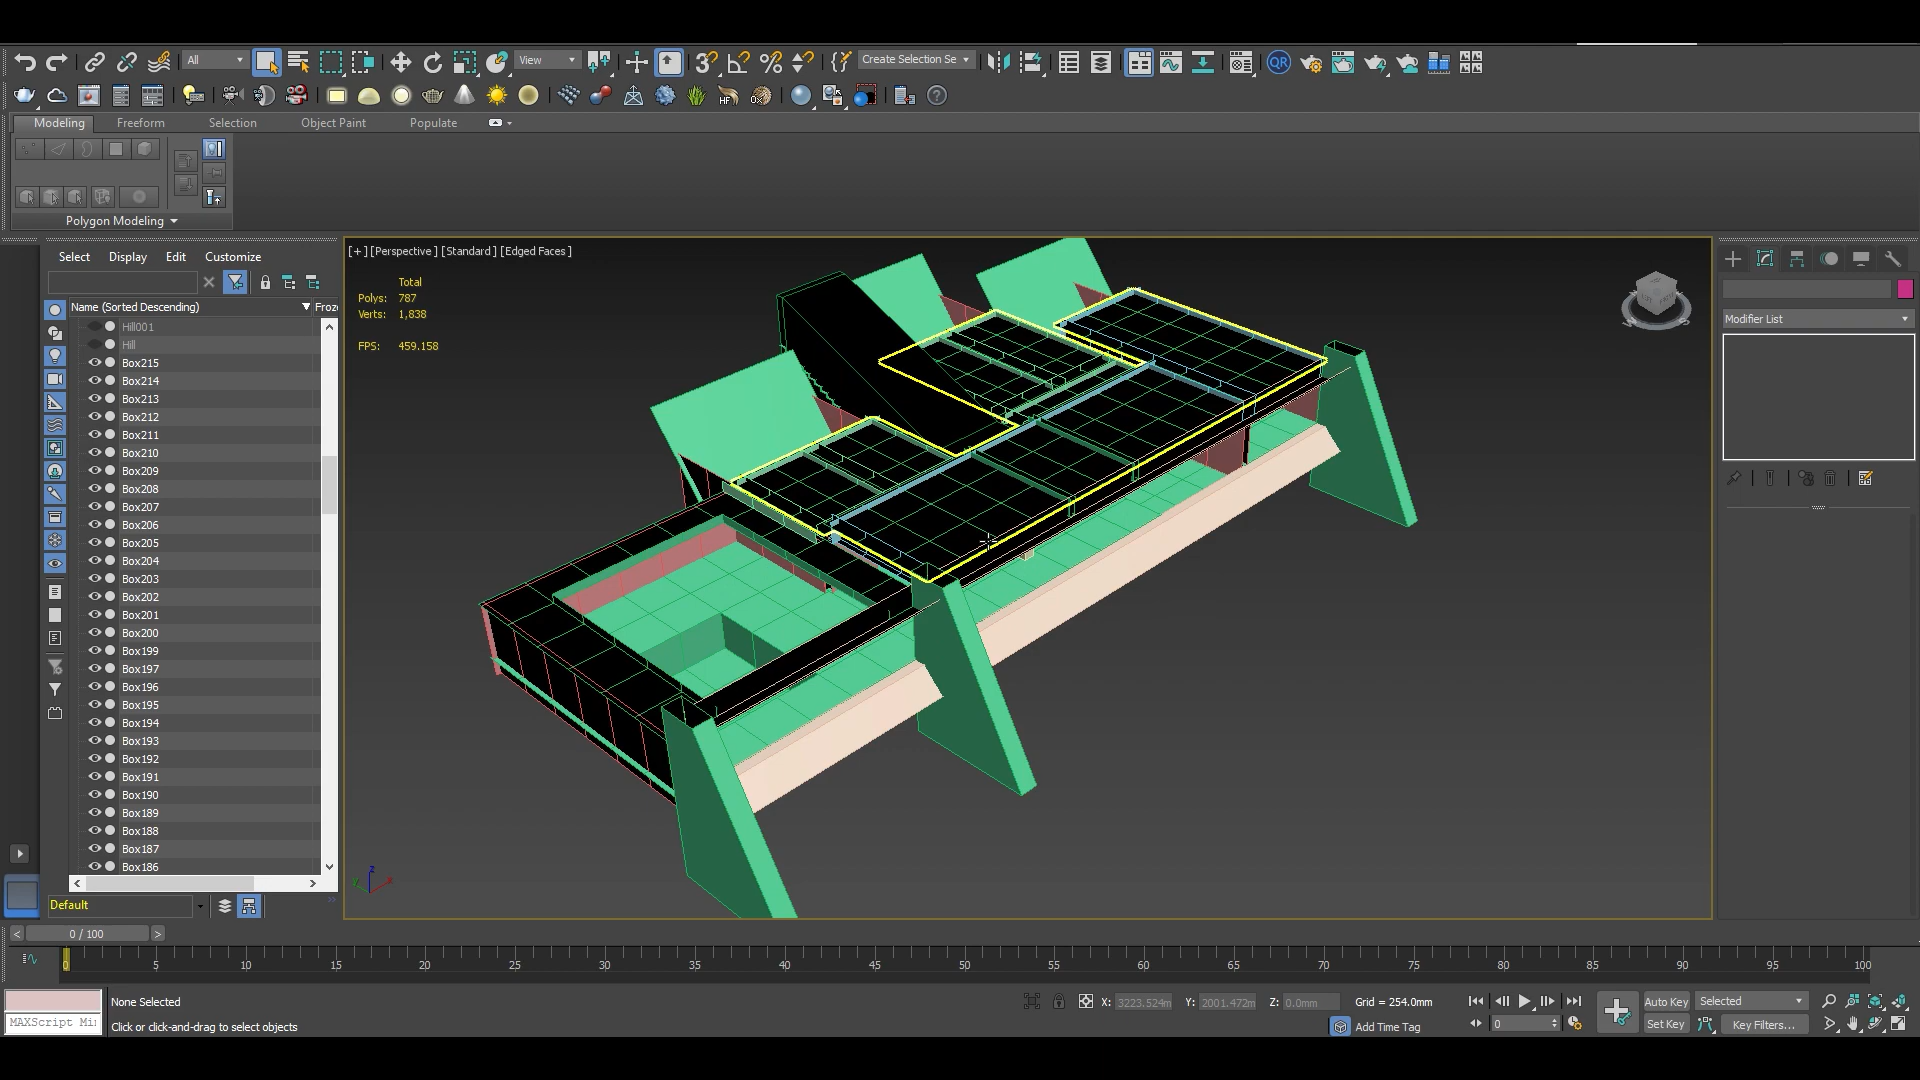 All
View
Create Selection Se
Modeling
Freeform
Selection
Object Paint
Populate
Polygon Modeling
Select
Display
Edit
Customize
Name (Sorted Descending)
Froz
Hill001
Hill
Box215
Box214
Box213
Box212
Box211
Box210
Box209
Box208
Box207
Box206
Box205
Box204
Box203
Box202
Box201
Box200
Box199
Box197
Box196
Box195
Box194
Box193
Box192
Box191
Box190
Box189
Box188
Box187
Box186
Default
[+] [Perspective ] [Standard ] [Edged Faces ]
Total
Polys: 787
Verts: 1,838
FPS: 459.158
Modifier List
0 / 100
0 5 10 15 20 25 30 35 40 45 50 55 60 65 70 75 80 85 90 95 100
None Selected
MAXScript Mi
Click or click-and-drag to select objects
X: 3223.524m
Y: 2001.472m
Z: 0.0mm
Grid = 254.0mm
Add Time Tag
0
Auto Key
Selected
Set Key
Key Filters...